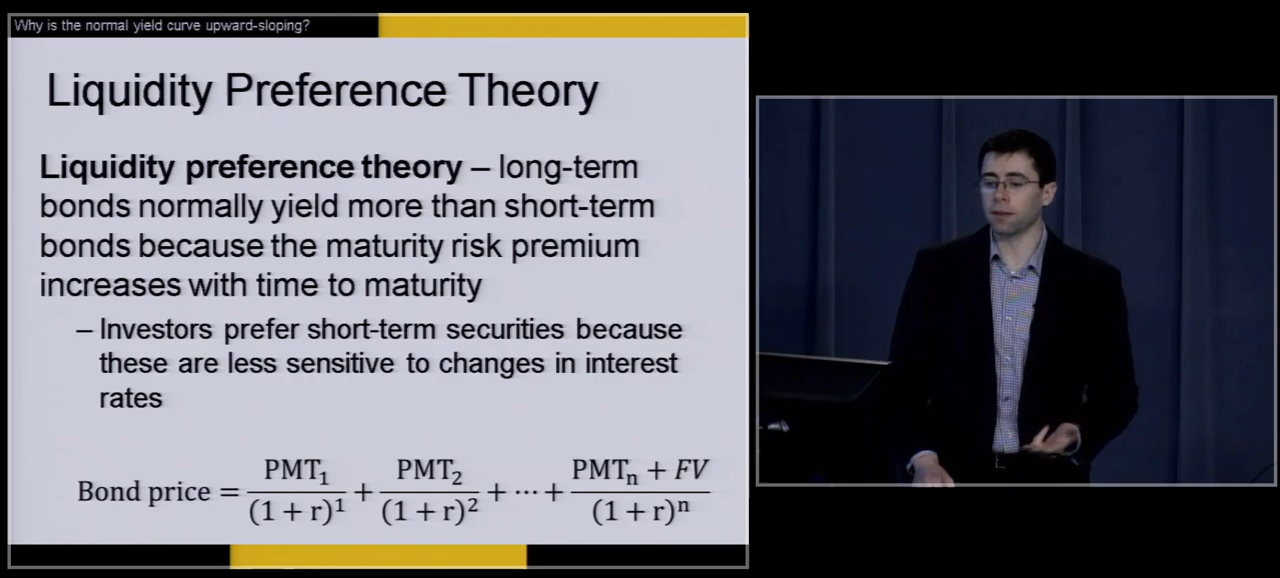 Why is the normal yield curve upward-sloping?
Liquidity Preference Theory
Liquidity preference theory – long-term
bonds normally yield more than short-term
bonds because the maturity risk premium
increases with time to maturity
– Investors prefer short-term securities because
these are less sensitive to changes in interest
rates
Bond price = PMT₁/(1 + r)¹ + PMT₂/(1 + r)² + ⋯ + (PMTₙ + FV)/(1 + r)ⁿ